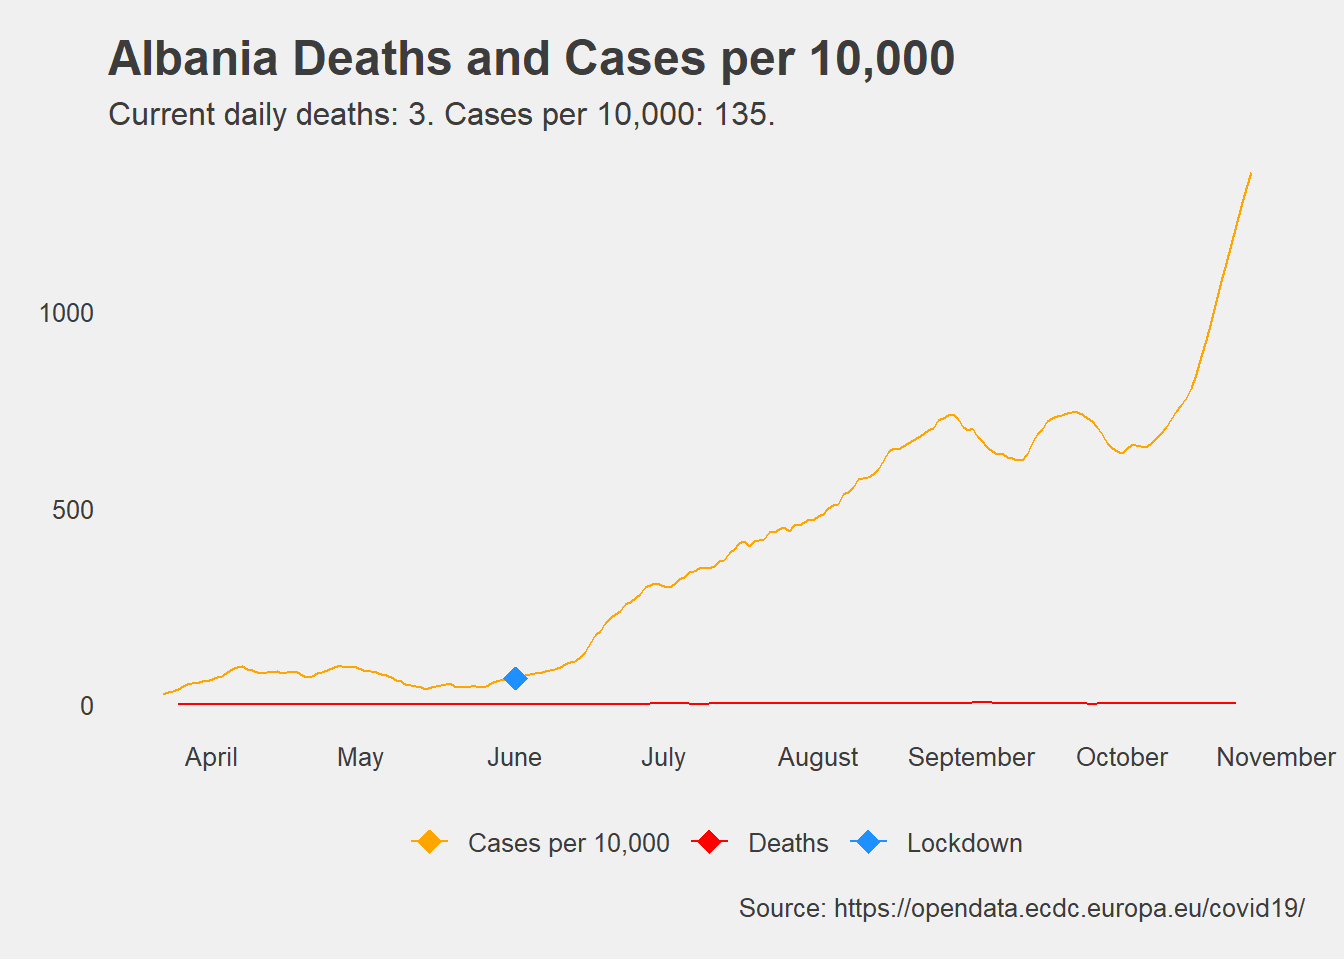 Albania Deaths and Cases per 10,000
Current daily deaths: 3. Cases per 10,000: 135.
1000
500
0
April May June July August September October November
Cases per 10,000 Deaths Lockdown
Source: https://opendata.ecdc.europa.eu/covid19/